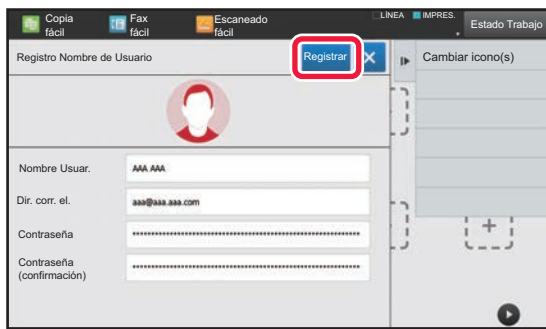 Copia
fácil
Fax
fácil
Escaneado
fácil
LÍNEA
IMPRES.
Estado Trabajo
Registro Nombre de Usuario
Registrar
Cambiar icono(s)
Nombre Usuar.
AAA AAA
Dir. corr. el.
aaa@aaa.aaa.com
Contraseña
Contraseña
(confirmación)